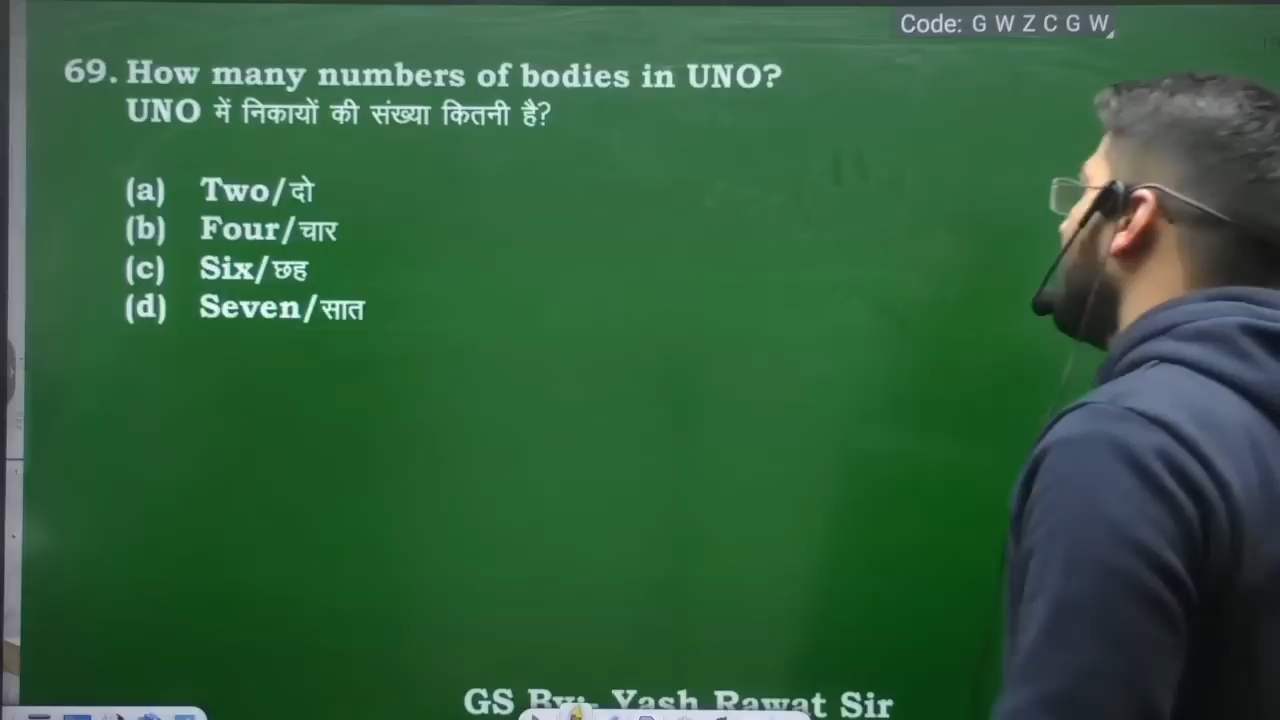 Code: G W Z C G W
69. How many numbers of bodies in UNO?
UNO में निकायों की संख्या कितनी है?
(a) Two/दो
(b) Four/चार
(c) Six/छह
(d) Seven/सात
GS By:- Yash Rawat Sir